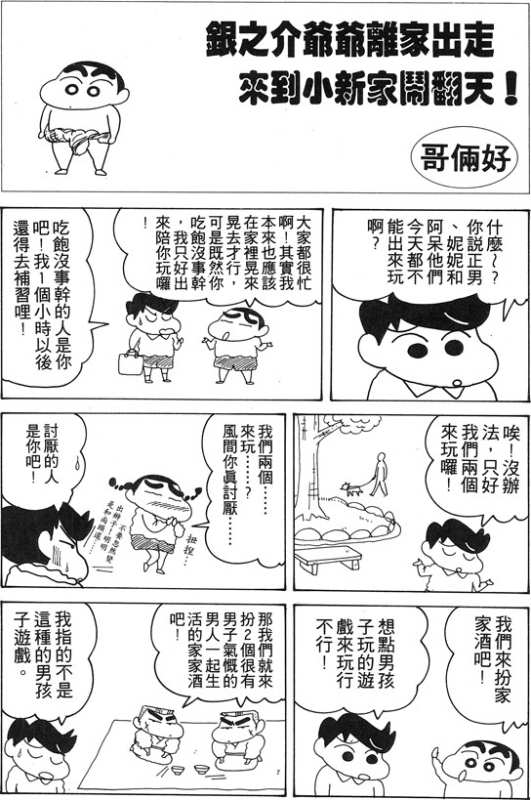 銀之介爺爺離家出走
來到小新家鬧翻天！
哥倆好
什麼～？
你說正男
、妮妮和
阿呆他們
今天都不
能出來玩
啊？
大家都很忙
啊！其實我
本來也應該
在家裡晃來
晃去才行，
可是既然你
吃飽沒事幹
，我只好出
來陪你玩囉
！
吃飽沒事幹的人是你
吧！我1個小時以後
還得去補習哩！
唉！沒辦
法，只好
我們兩個
來玩囉！
我們兩個……
來玩……？
風間你真討厭……
扭捏…
討厭的人
是你吧！
我們來扮
家酒吧！
想點男孩
子玩的遊
戲來玩行
不行！
那我們就來
扮2個很有
男子氣慨的
男人一起生
活的家家酒
吧！
我指的不是
這種的男孩
子遊戲。